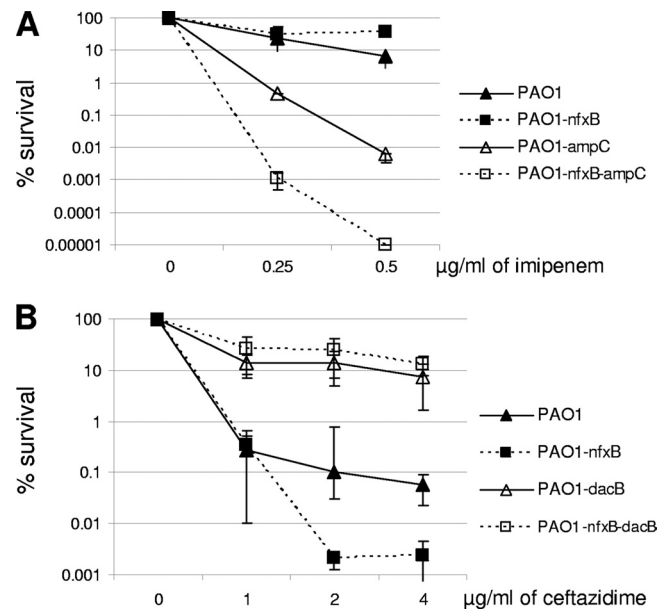 A
% survival
100
10
1
0.1
0.01
0.001
0.0001
0.00001
0 0.25 0.5 µg/ml of imipenem
PAO1
PAO1-nfxB
PAO1-ampC
PAO1-nfxB-ampC
B
% survival
100
10
1
0.1
0.01
0.001
0 1 2 4 µg/ml of ceftazidime
PAO1
PAO1-nfxB
PAO1-dacB
PAO1-nfxB-dacB